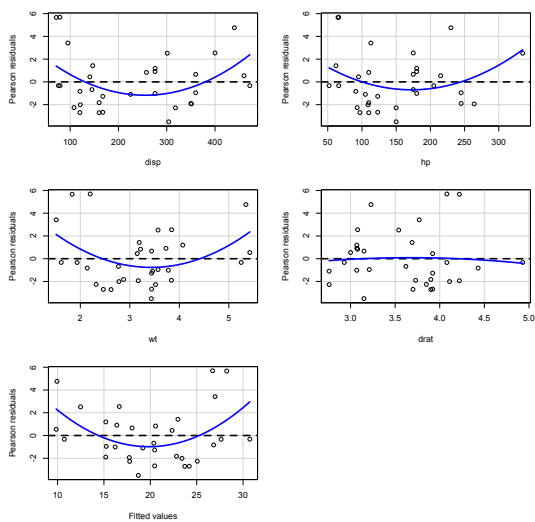 Pearson residuals
-2 0 2 4 6
100 200 300 400
disp
Pearson residuals
-2 0 2 4 6
50 100 150 200 250 300
hp
Pearson residuals
-2 0 2 4 6
2 3 4 5
wt
Pearson residuals
-2 0 2 4 6
3.0 3.5 4.0 4.5 5.0
drat
Pearson residuals
-2 0 2 4 6
10 15 20 25 30
Fitted values